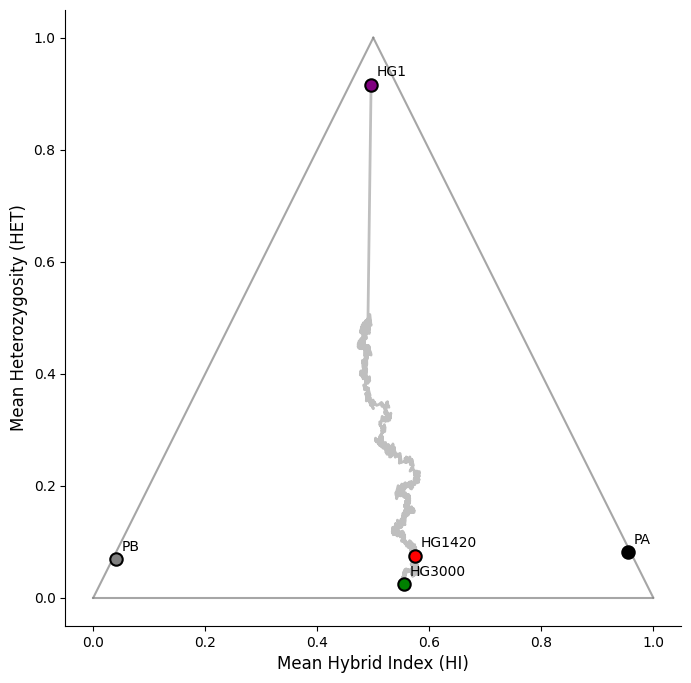 1.0
HG1
0.8
0.6
0.4
0.2
HG1420
HG3000
PB
PA
0.0
0.0 0.2 0.4 0.6 0.8 1.0
Mean Hybrid Index (HI)
Mean Heterozygosity (HET)